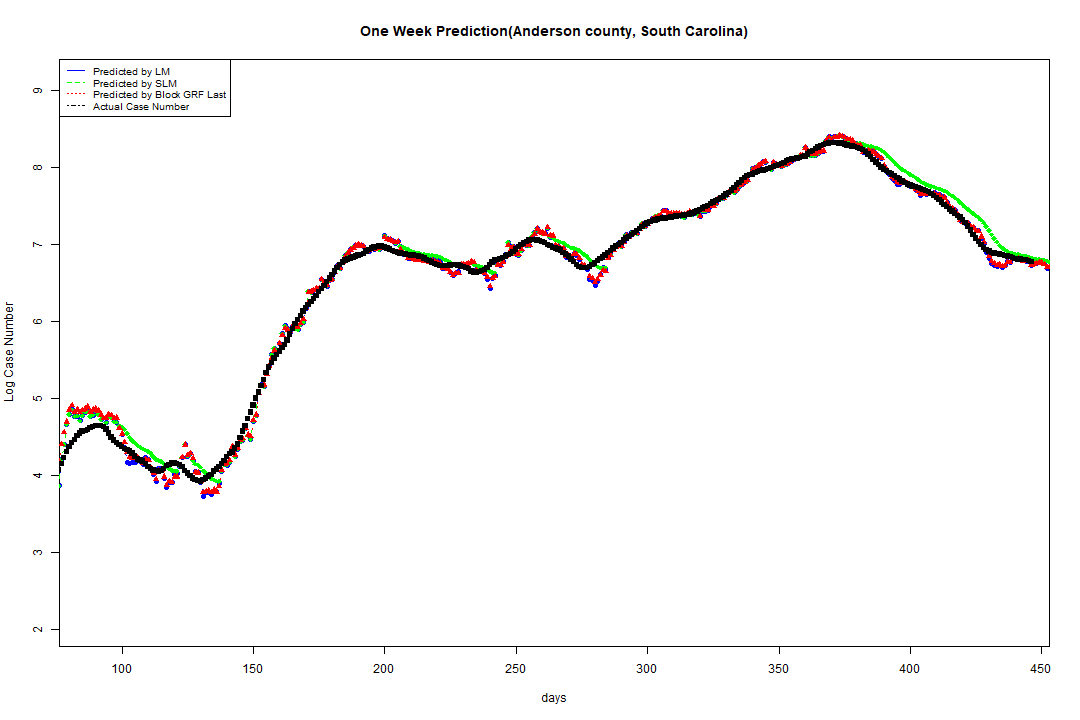 One Week Prediction(Anderson county, South Carolina)
Predicted by LM
Predicted by SLM
Predicted by Block GRF Last
Actual Case Number
Log Case Number
9
8
7
6
5
4
3
2
100 150 200 250 300 350 400 450
days